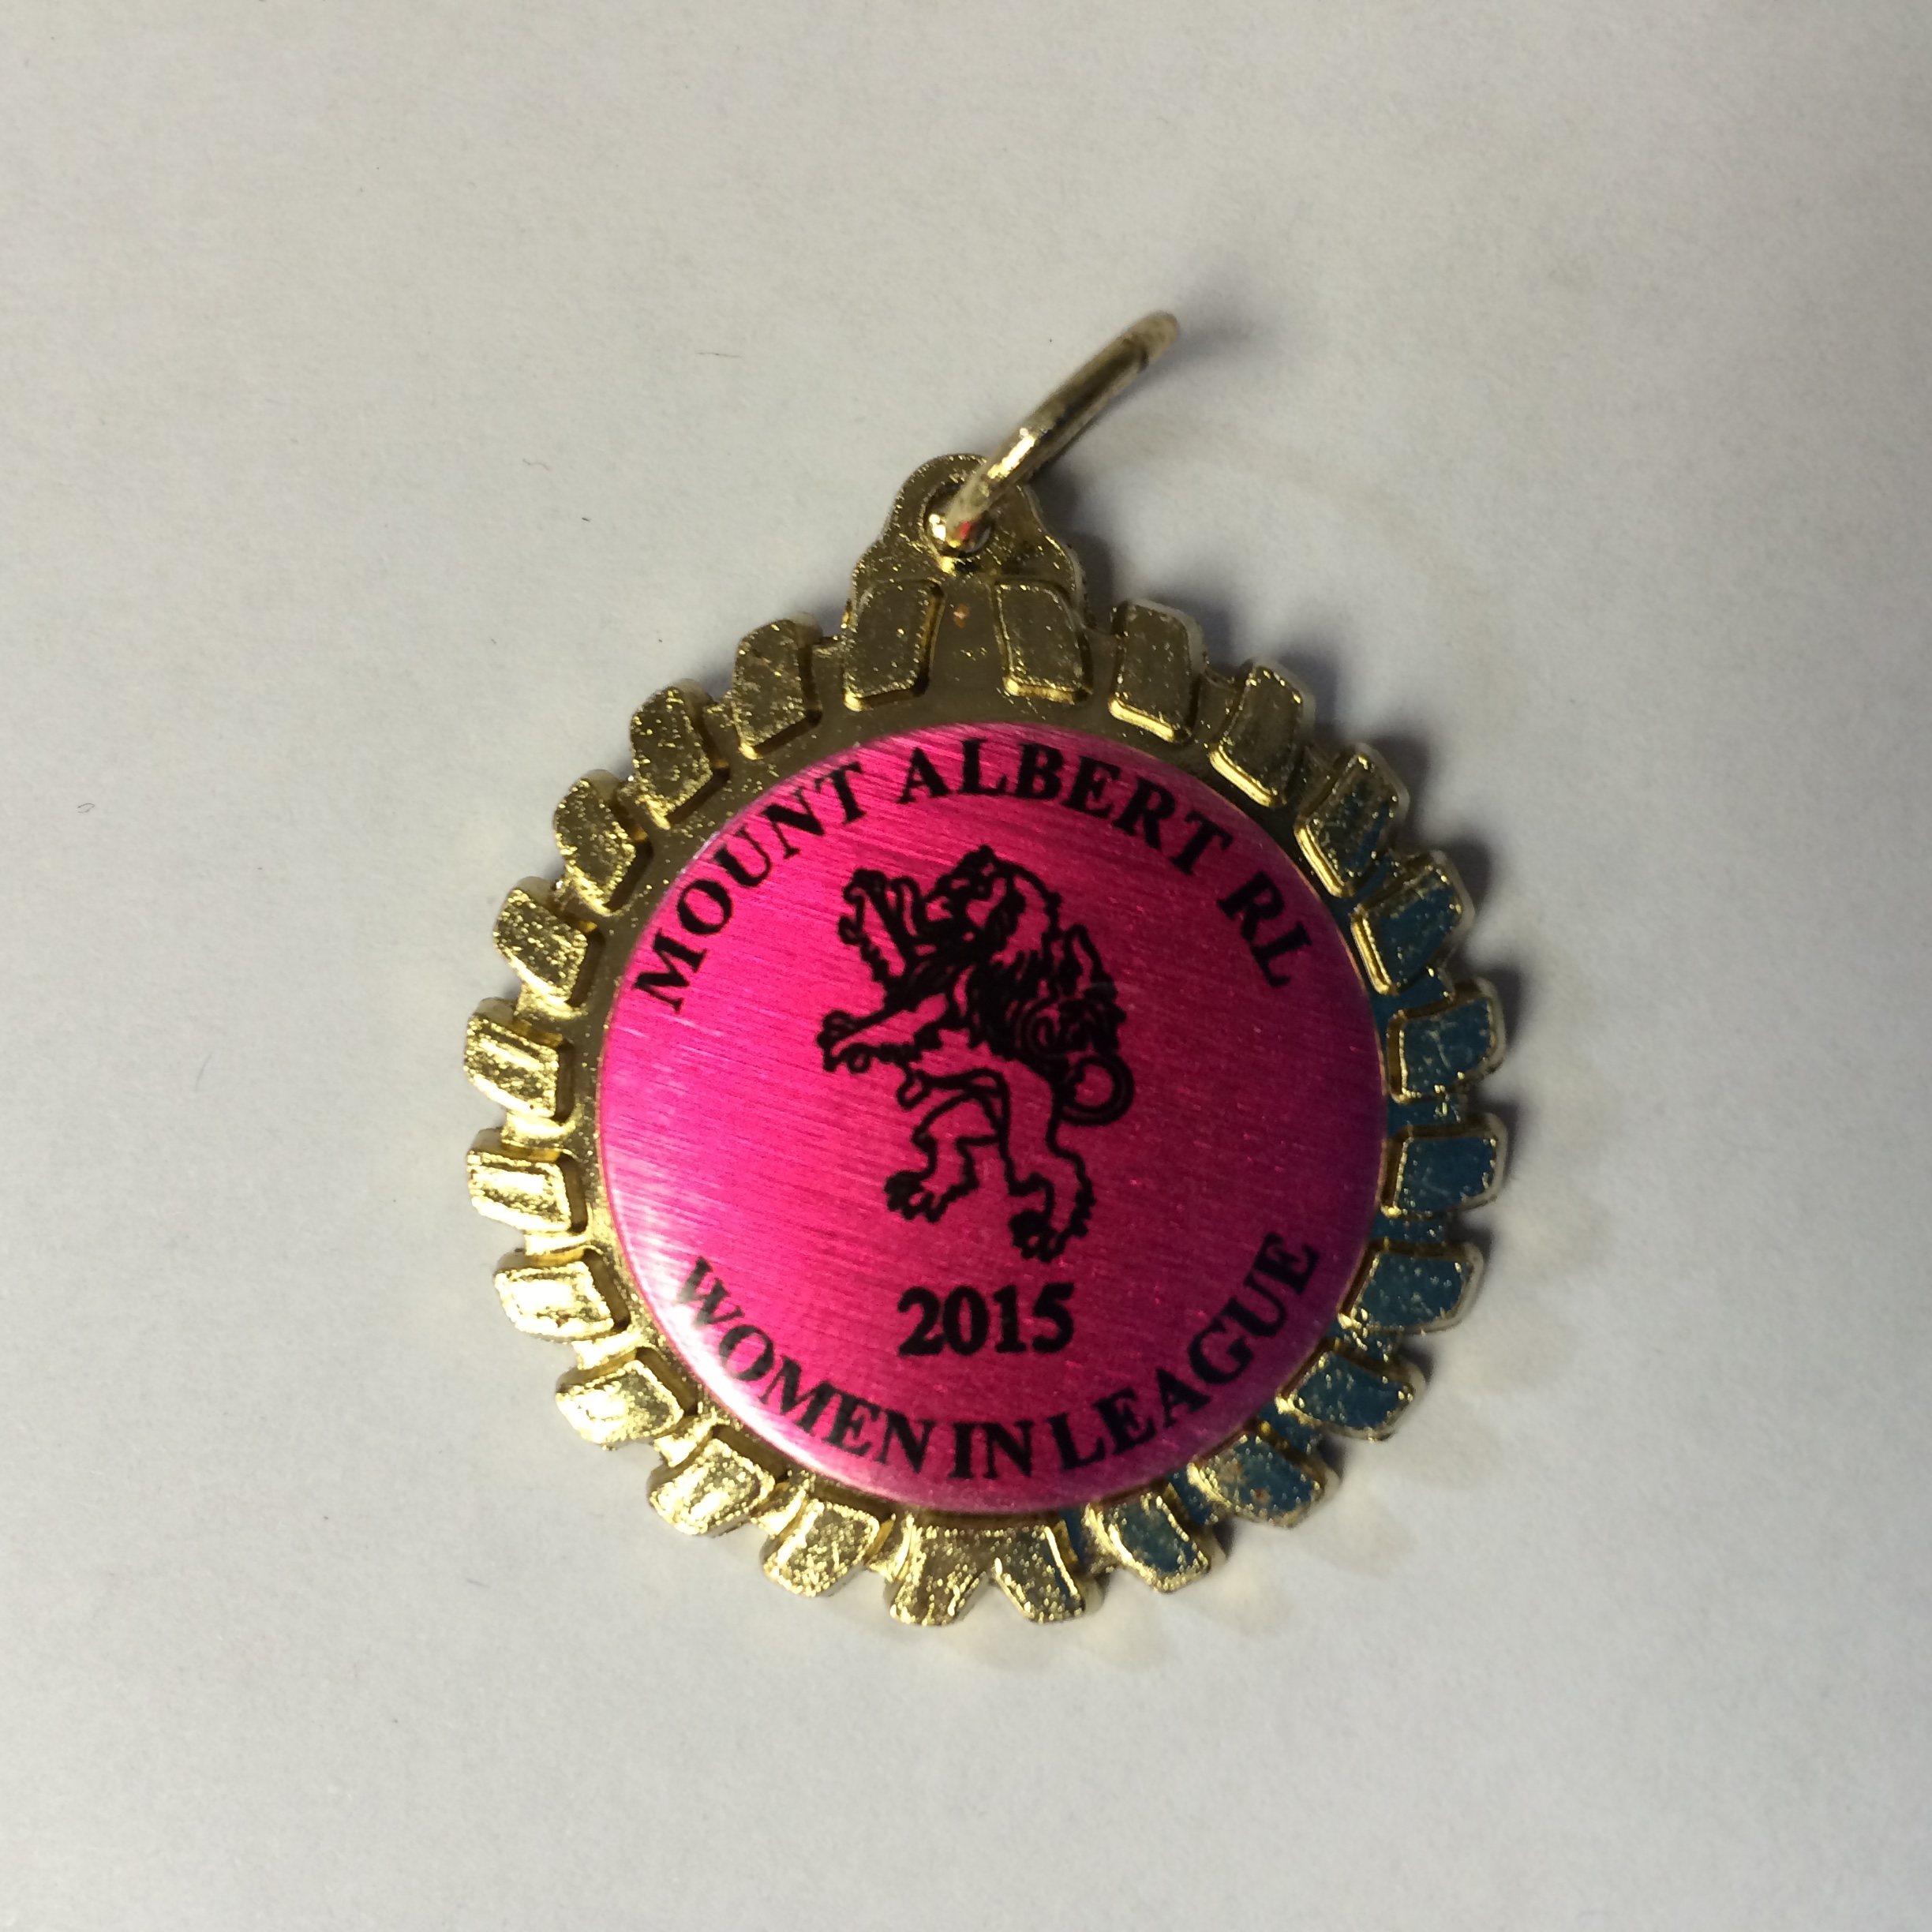 MOUNT ALBERT RL
2015
WOMEN IN LEAGUE